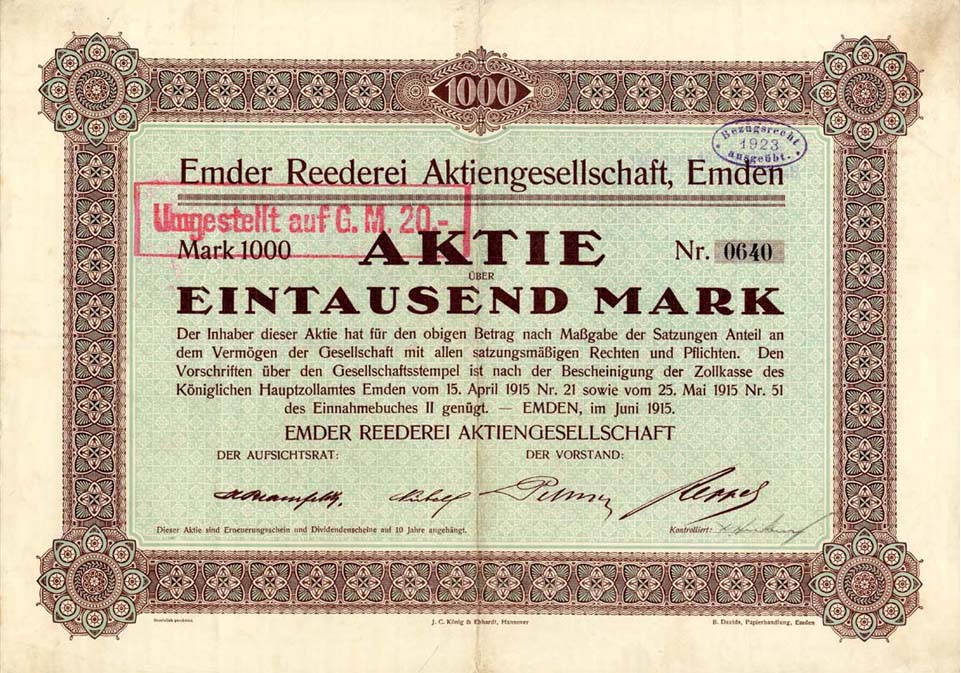 1000
Bezugsrecht
1923
ausgeübt.
Emder Reederei Aktiengesellschaft, Emden
Umgestellt auf G. M. 20.-
Mark 1000 AKTIE Nr. 0640
ÜBER
EINTAUSEND MARK
Der Inhaber dieser Aktie hat für den obigen Betrag nach Maßgabe der Satzungen Anteil an
dem Vermögen der Gesellschaft mit allen satzungsmäßigen Rechten und Pflichten. Den
Vorschriften über den Gesellschaftsstempel ist nach der Bescheinigung der Zollkasse des
Königlichen Hauptzollamtes Emden vom 15. April 1915 Nr. 21 sowie vom 25. Mai 1915 Nr. 51
des Einnahmebuches II genügt. — EMDEN, im Juni 1915.
EMDER REEDEREI AKTIENGESELLSCHAFT
DER AUFSICHTSRAT: DER VORSTAND:
Dieser Aktie sind Erneuerungsschein und Dividendenscheine auf 10 Jahre angehängt. Kontrolliert:
Gesetzlich geschützt J. C. König & Ebhardt, Hannover B. Davids, Papierhandlung, Emden